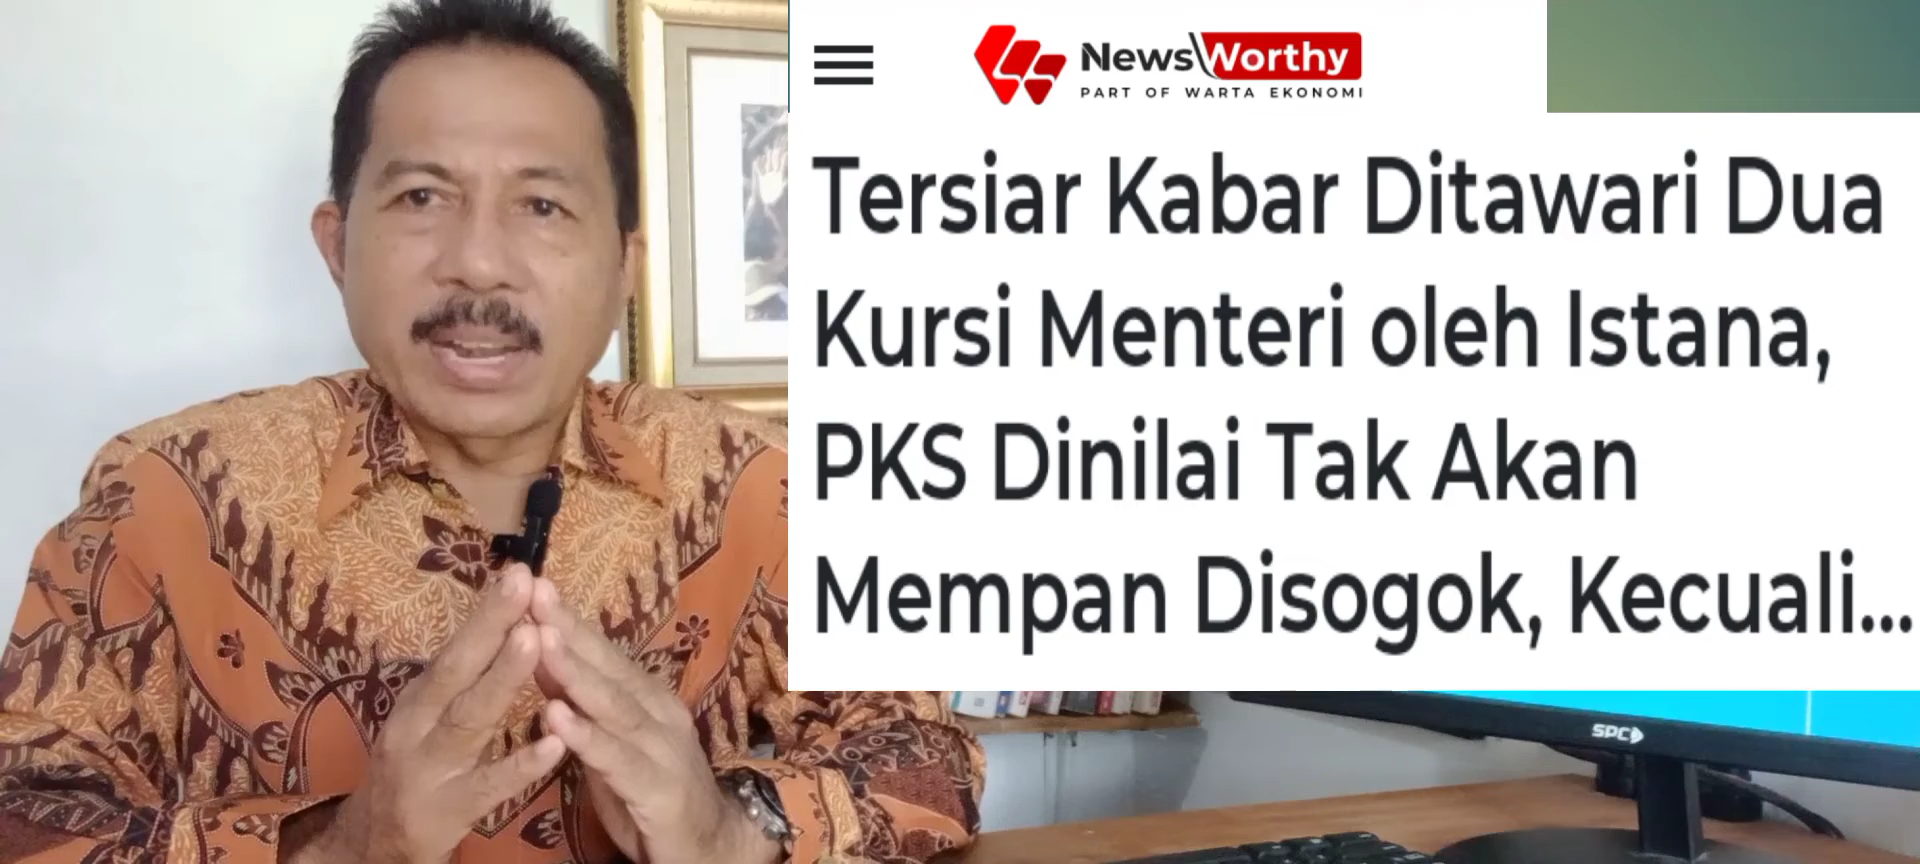 NewsWorthy
PART OF WARTA EKONOMI
Tersiar Kabar Ditawari Dua
Kursi Menteri oleh Istana,
PKS Dinilai Tak Akan
Mempan Disogok, Kecuali...
SPC